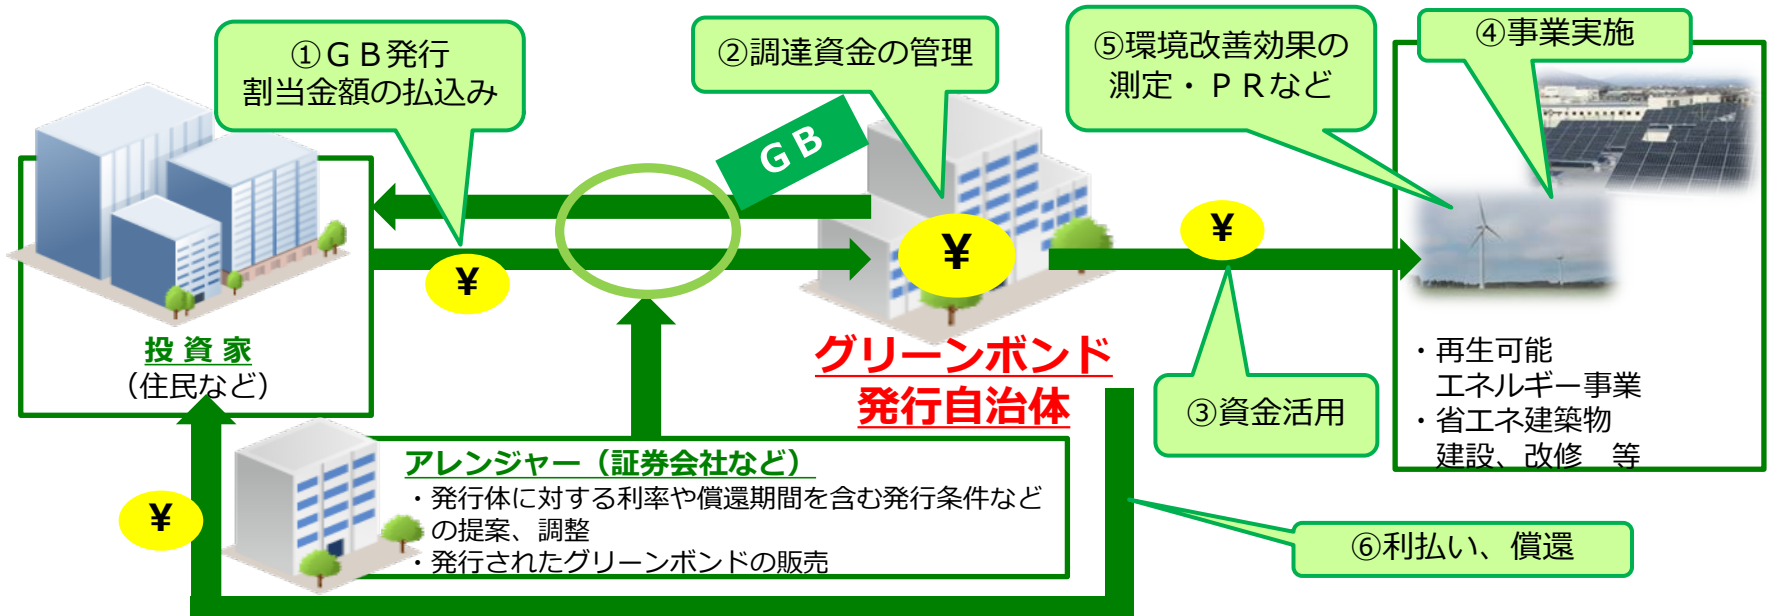 ①ＧＢ発行
割当金額の払込み
②調達資金の管理
⑤環境改善効果の
測定・ＰＲなど
④事業実施
ＧＢ
¥
¥
¥
投資家
（住民など）
グリーンボンド
発行自治体
③資金活用
・再生可能
エネルギー事業
・省エネ建築物
建設、改修　等
アレンジャー（証券会社など）
・発行体に対する利率や償還期間を含む発行条件など
の提案、調整
・発行されたグリーンボンドの販売
¥
⑥利払い、償還